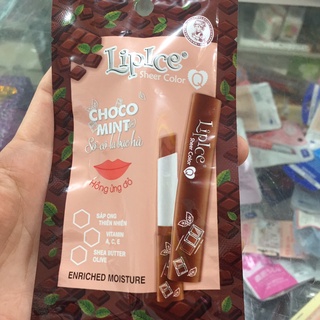 LipIce®
Sheer Color
CHOCO
MINT
Sô-cô-la bạc hà
Hồng ửng đỏ
SÁP ONG
THIÊN NHIÊN
VITAMIN
A, C, E
SHEA BUTTER
OLIVE
ENRICHED MOISTURE
LipIce
Sheer Color